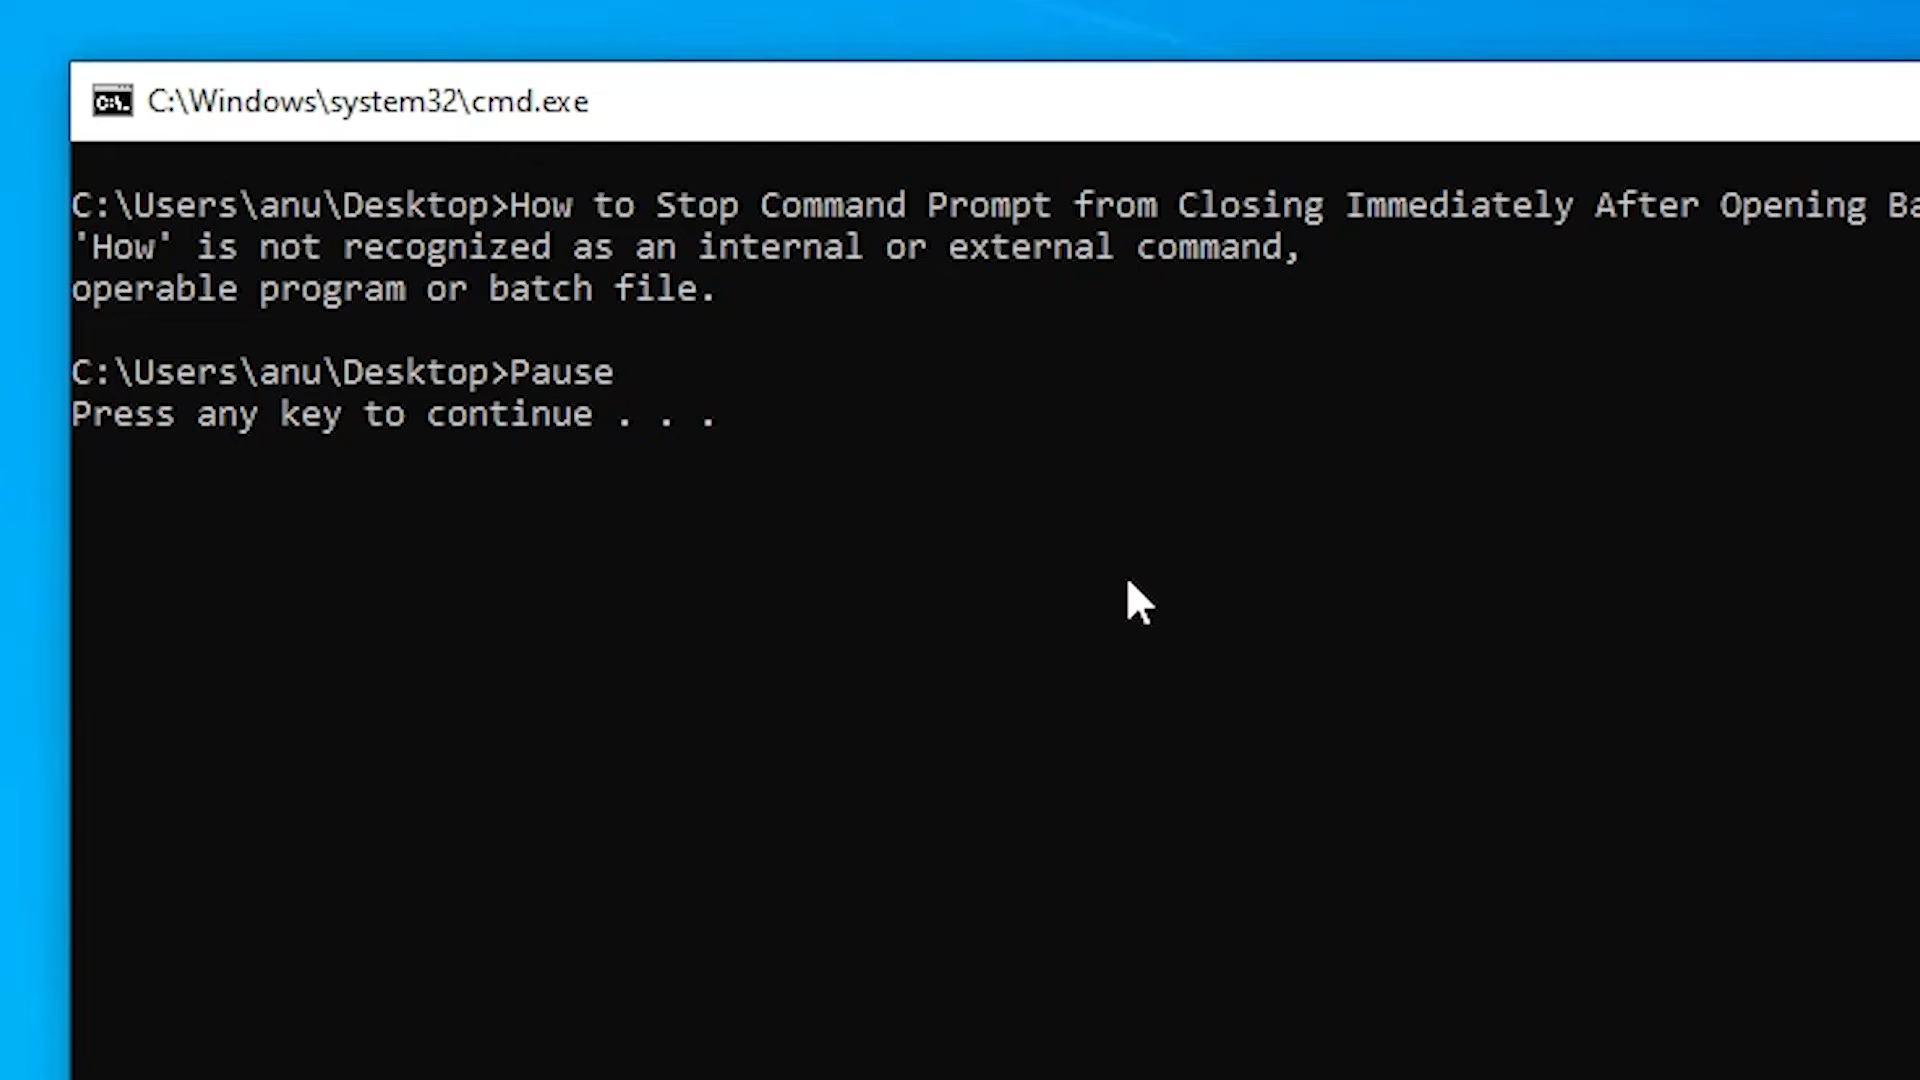 C:\Windows\system32\cmd.exe
C:\Users\anu\Desktop>How to Stop Command Prompt from Closing Immediately After Opening
'How' is not recognized as an internal or external command,
operable program or batch file.
C:\Users\anu\Desktop>Pause
Press any key to continue . . .